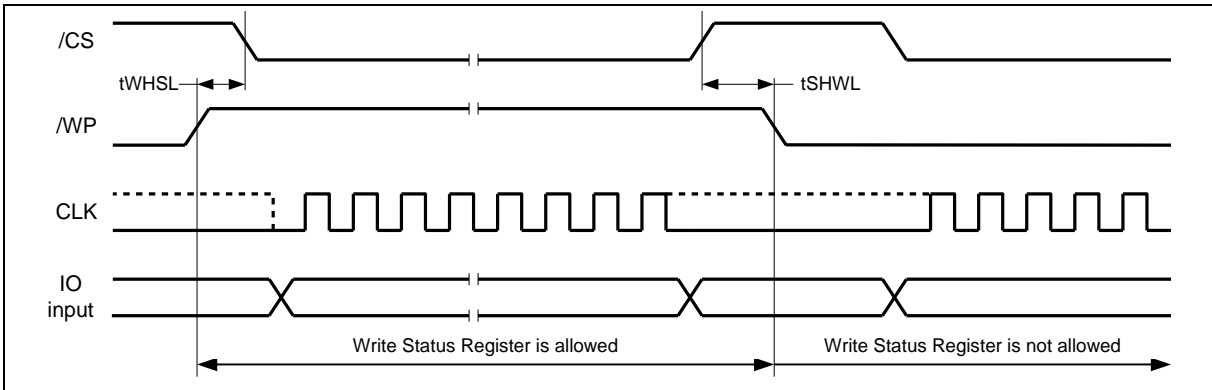 /CS
tWHSL
tSHWL
/WP
CLK
IO
input
Write Status Register is allowed
Write Status Register is not allowed